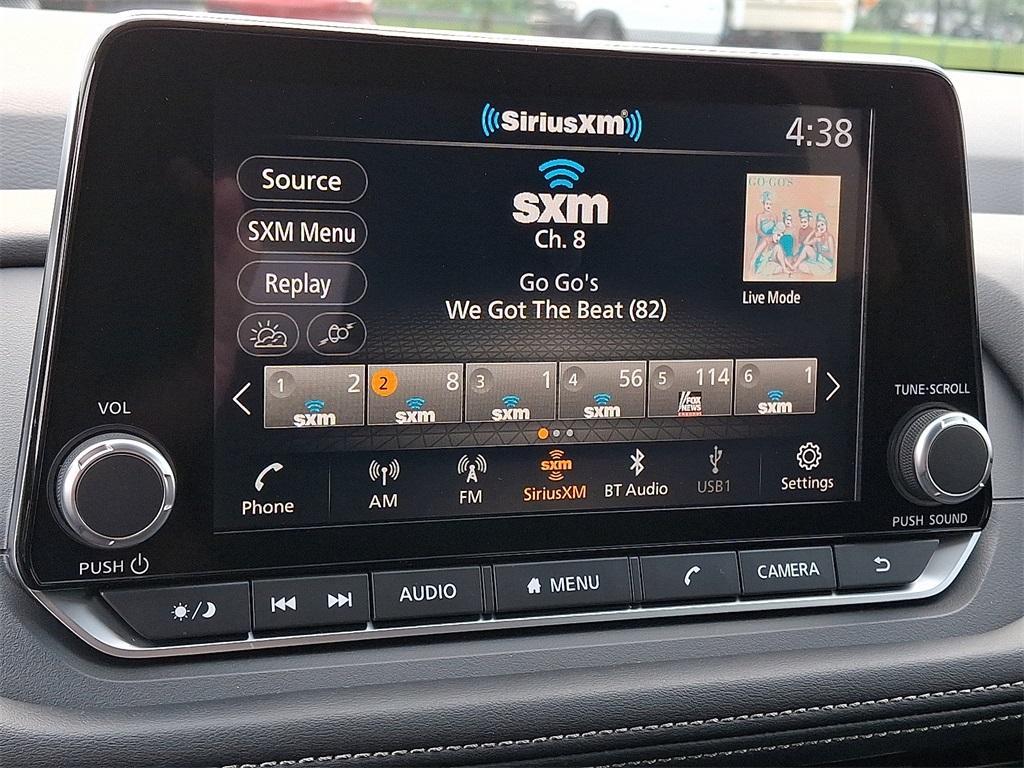 SiriusXM®
4:38
Source
SXM Menu
Replay
sxm
Ch. 8
Go Go's
We Got The Beat (82)
GO-GO'S
Live Mode
1 2 sxm
2 8 sxm
3 1 sxm
4 56 sxm
5 114 FOX NEWS
6 1 sxm
Phone
AM
FM
sxm
SiriusXM
BT Audio
USB1
Settings
VOL
PUSH
TUNE·SCROLL
PUSH SOUND
AUDIO
MENU
CAMERA